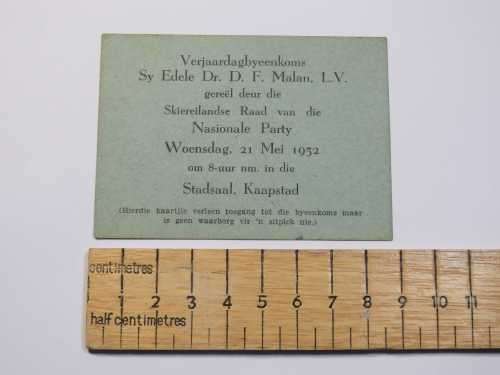 Verjaardagbyeenkoms
Sy Edele Dr. D. F. Malan, L.V.
gereël deur die
Skiereilandse Raad van die
Nasionale Party
Woensdag, 21 Mei 1952
om 8-uur nm. in die
Stadsaal, Kaapstad
(Hierdie kaartjie verleen toegang tot die byeenkoms maar
is geen waarborg vir 'n sitplek nie.)
centimetres
1 2 3 4 5 6 7 8 9 10 11
half centimetres